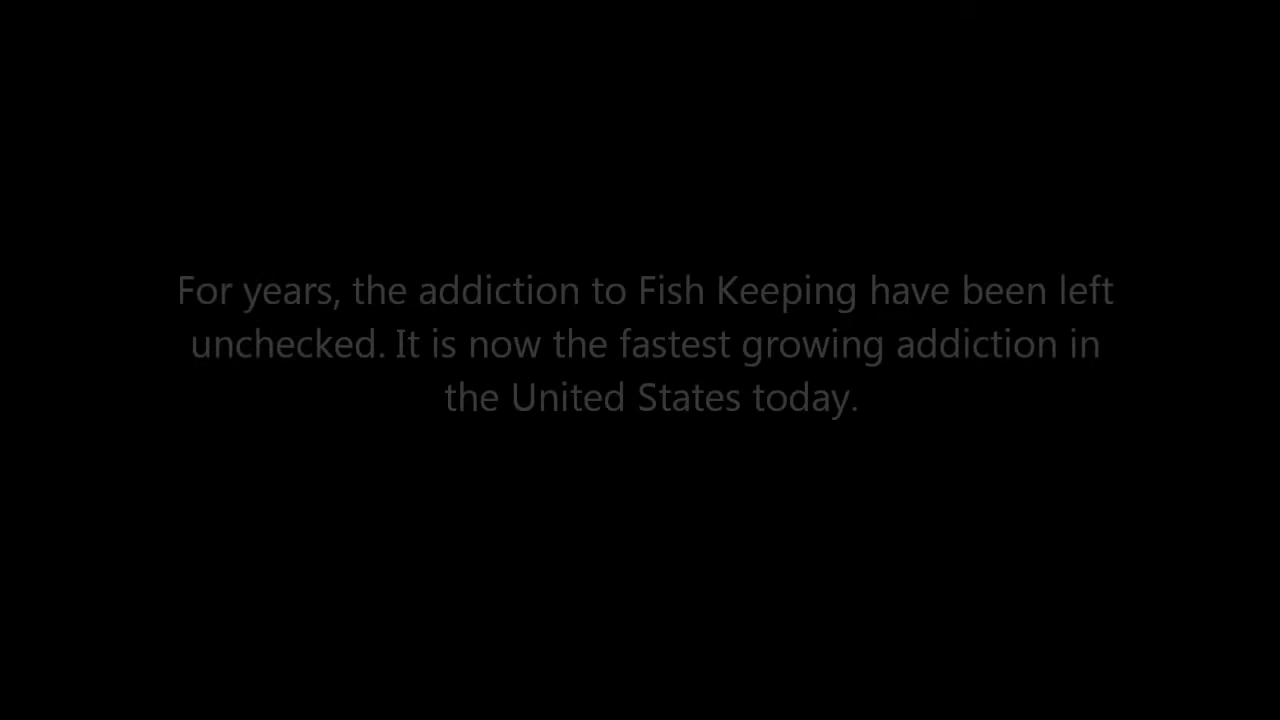 For years, the addiction to Fish Keeping have been left
unchecked. It is now the fastest growing addiction in
the United States today.